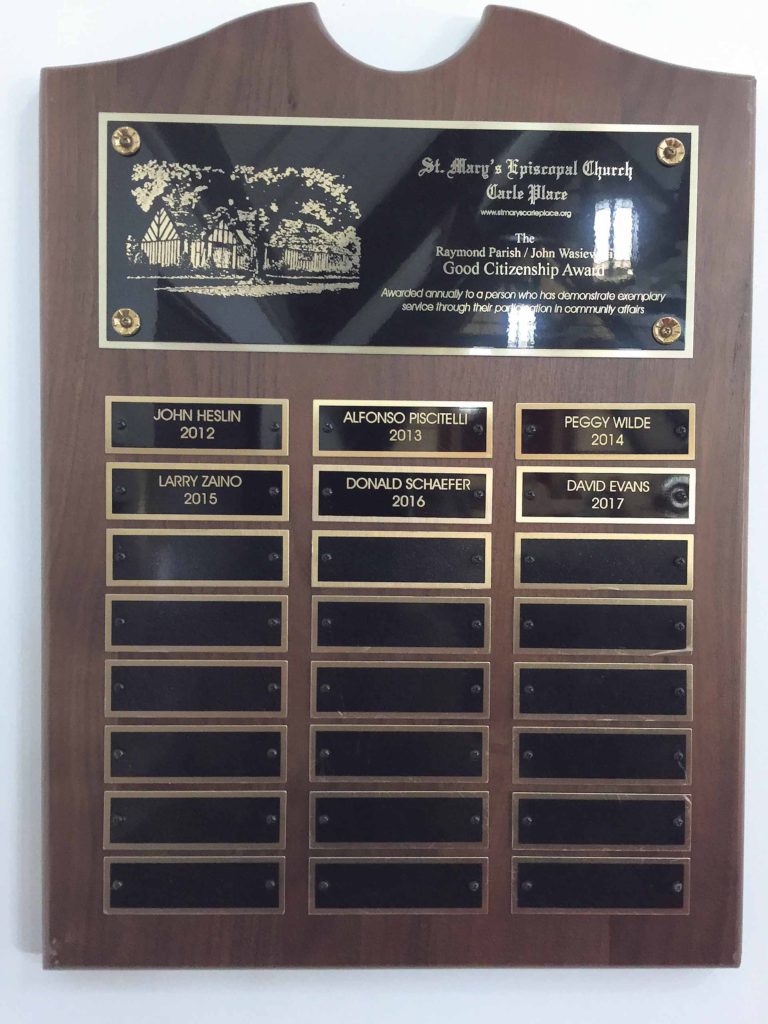 St. Mary's Episcopal Church
Carle Place
www.stmaryscarleplace.org
The
Raymond Parish / John
Good Citizenship Award
Awarded annually to a person who has demonstrate exemplary
service through their participation in community affairs
JOHN HESLIN
2012
ALFONSO PISCITELLI
2013
PEGGY WILDE
2014
LARRY ZAINO
2015
DONALD SCHAEFER
2016
DAVID EVANS
2017